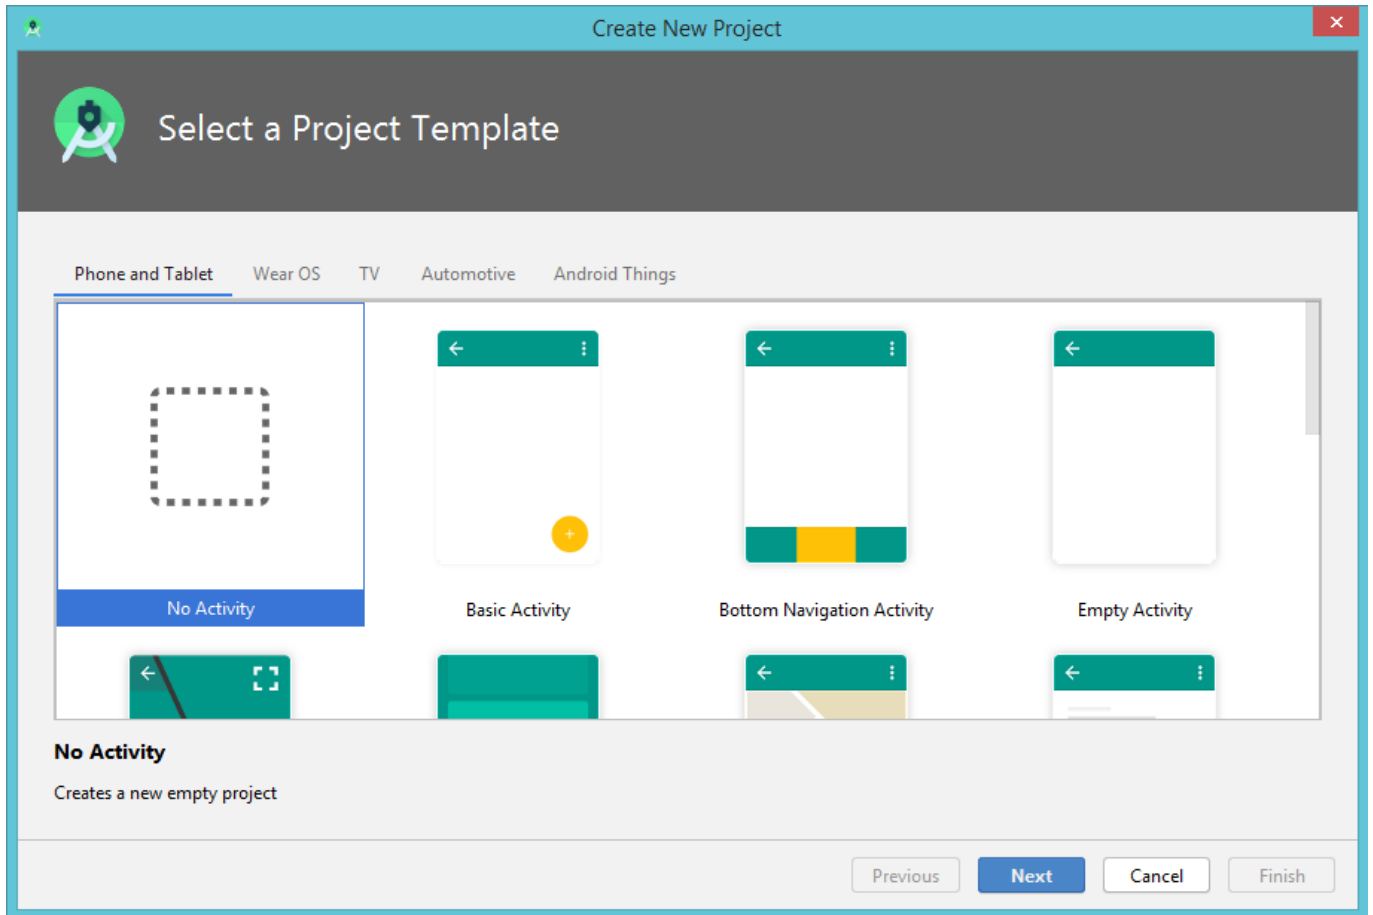 Create New Project
Select a Project Template
Phone and Tablet Wear OS TV Automotive Android Things
No Activity Basic Activity Bottom Navigation Activity Empty Activity
No Activity
Creates a new empty project
Previous Next Cancel Finish